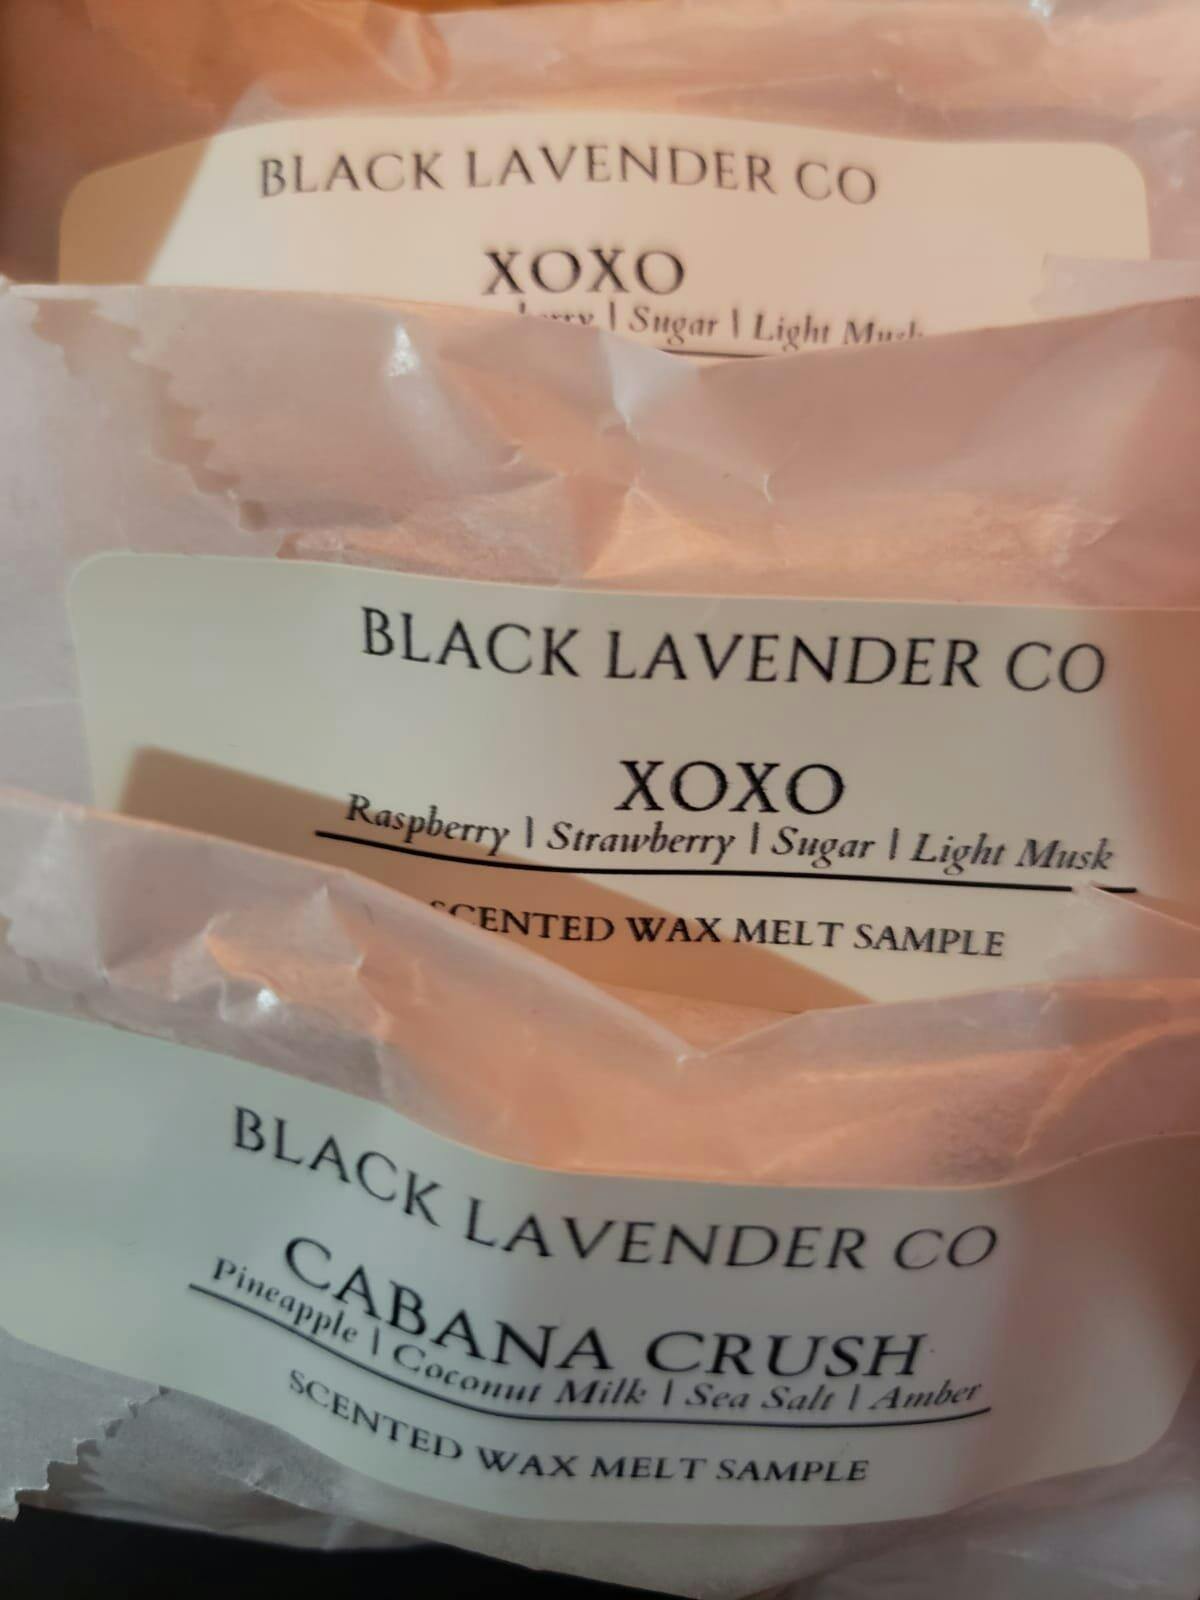 BLACK LAVENDER CO
XOXO
| Sugar | Light Musk
BLACK LAVENDER CO
XOXO
Raspberry | Strawberry | Sugar | Light Musk
SCENTED WAX MELT SAMPLE
BLACK LAVENDER CO
CABANA CRUSH
Pineapple | Coconut Milk | Sea Salt | Amber
SCENTED WAX MELT SAMPLE